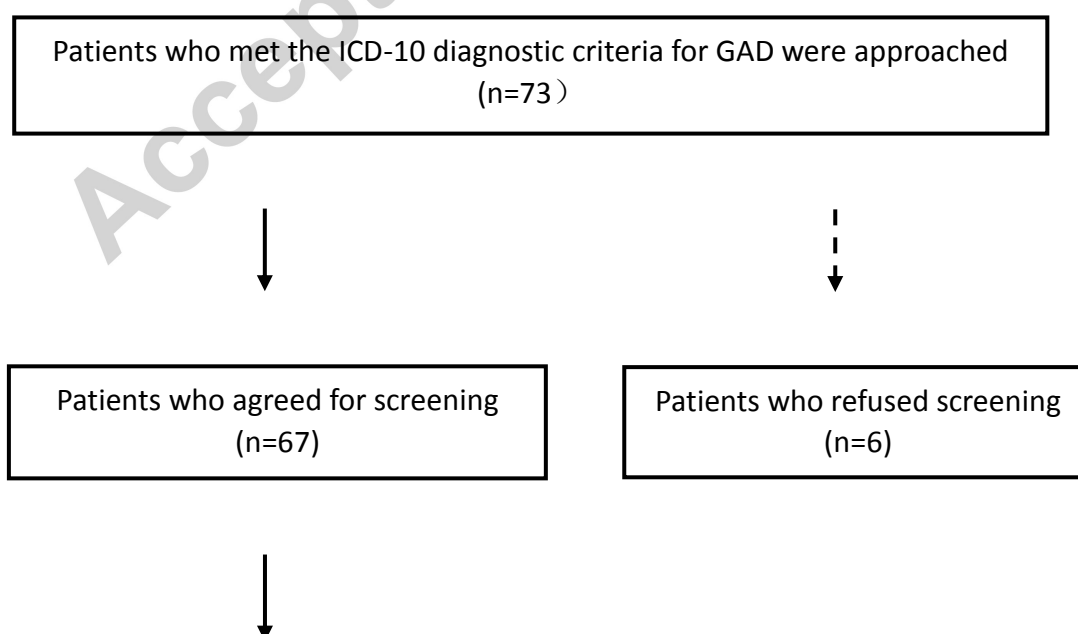 Patients who met the ICD-10 diagnostic criteria for GAD were approached
(n=73）
Accep
Patients who agreed for screening
(n=67)
Patients who refused screening
(n=6)